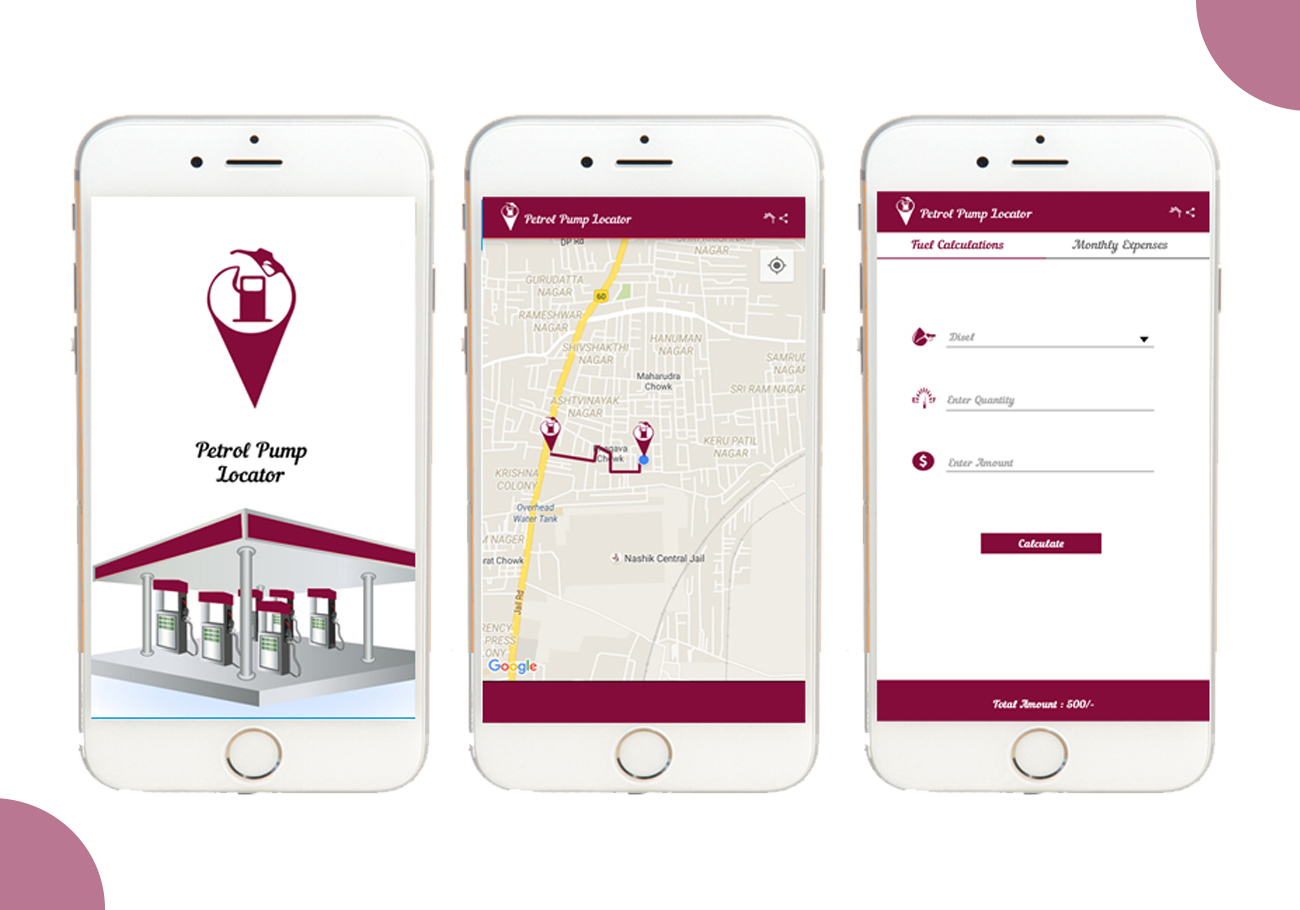 Petrol Pump
Locator
Petrol Pump Locator
DP Rd
NAGAR
GURUDATTA
NAGAR
60
RAMESHWAR
NAGAR
HANUMAN
NAGAR
SHIVSHAKTHI
NAGAR
SAMRUD
NAGAR
Maharudra
Chowk
SRI RAM NAGAR
ASHTVINAYAK
NAGAR
KERU PATIL
NAGAR
Chowk
KRISHNA
COLONY
Overhead
Water Tank
M NAGER
rat Chowk
Nashik Central Jail
Jail Rd
RENCY
PRESS
LONY
Google
Petrol Pump Locator
Fuel Calculations
Monthly Expenses
Disel
Enter Quantity
$ Enter Amount
Calculate
Total Amount : 500/-